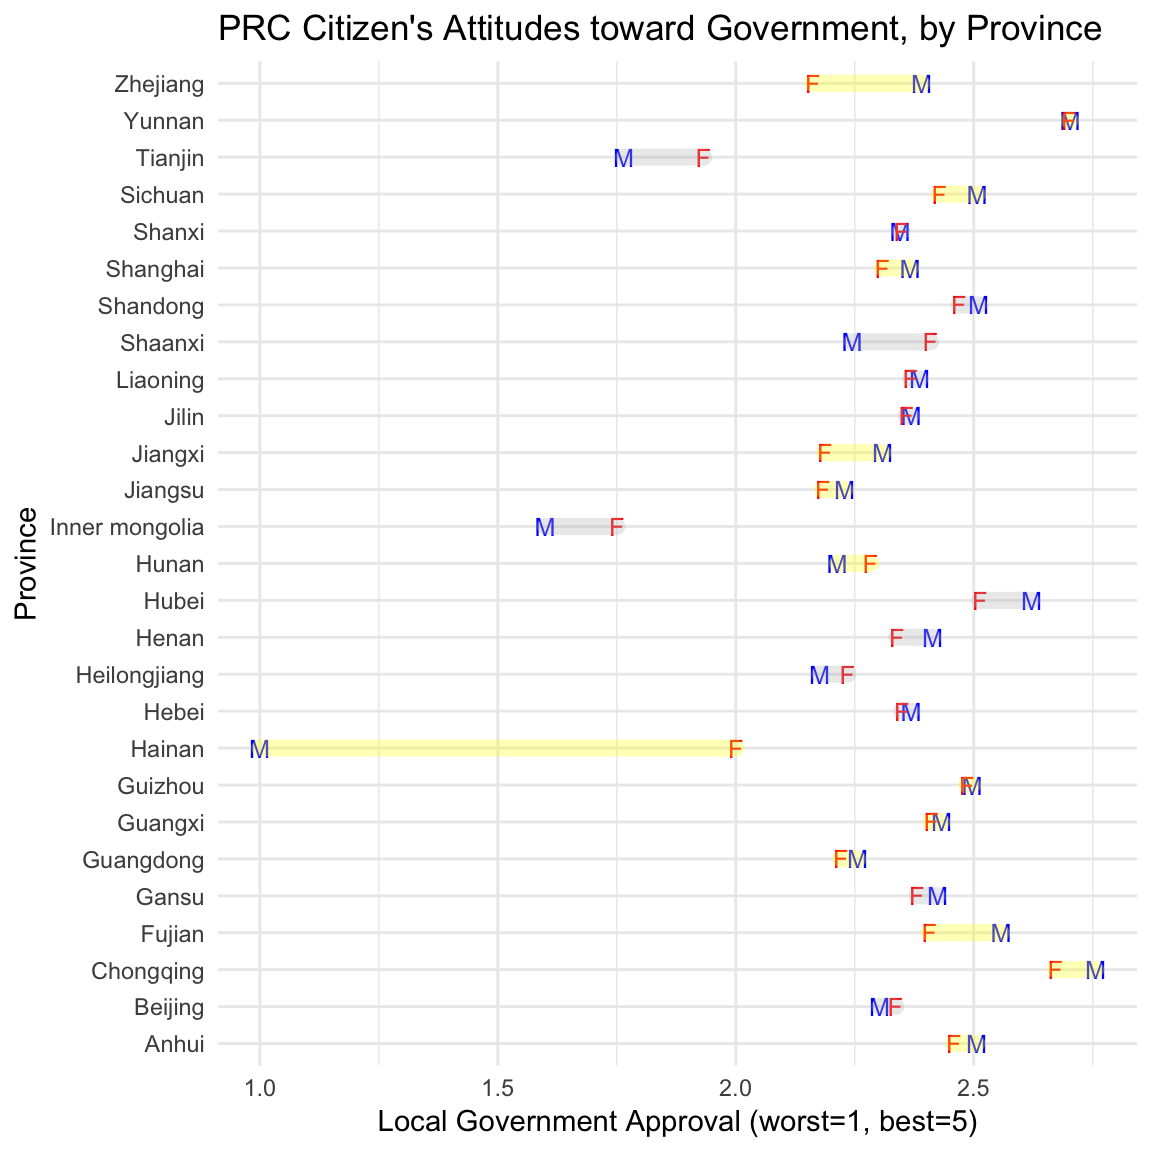 PRC Citizen's Attitudes toward Government, by Province
Province
Zhejiang F M
Yunnan M F
Tianjin M F
Sichuan F M
Shanxi M F
Shanghai F M
Shandong F M
Shaanxi M F
Liaoning F M
Jilin F M
Jiangxi F M
Jiangsu F M
Inner mongolia M F
Hunan M F
Hubei F M
Henan F M
Heilongjiang M F
Hebei F M
Hainan M F
Guizhou F M
Guangxi F M
Guangdong F M
Gansu F M
Fujian F M
Chongqing F M
Beijing M F
Anhui F M
1.0 1.5 2.0 2.5
Local Government Approval (worst=1, best=5)